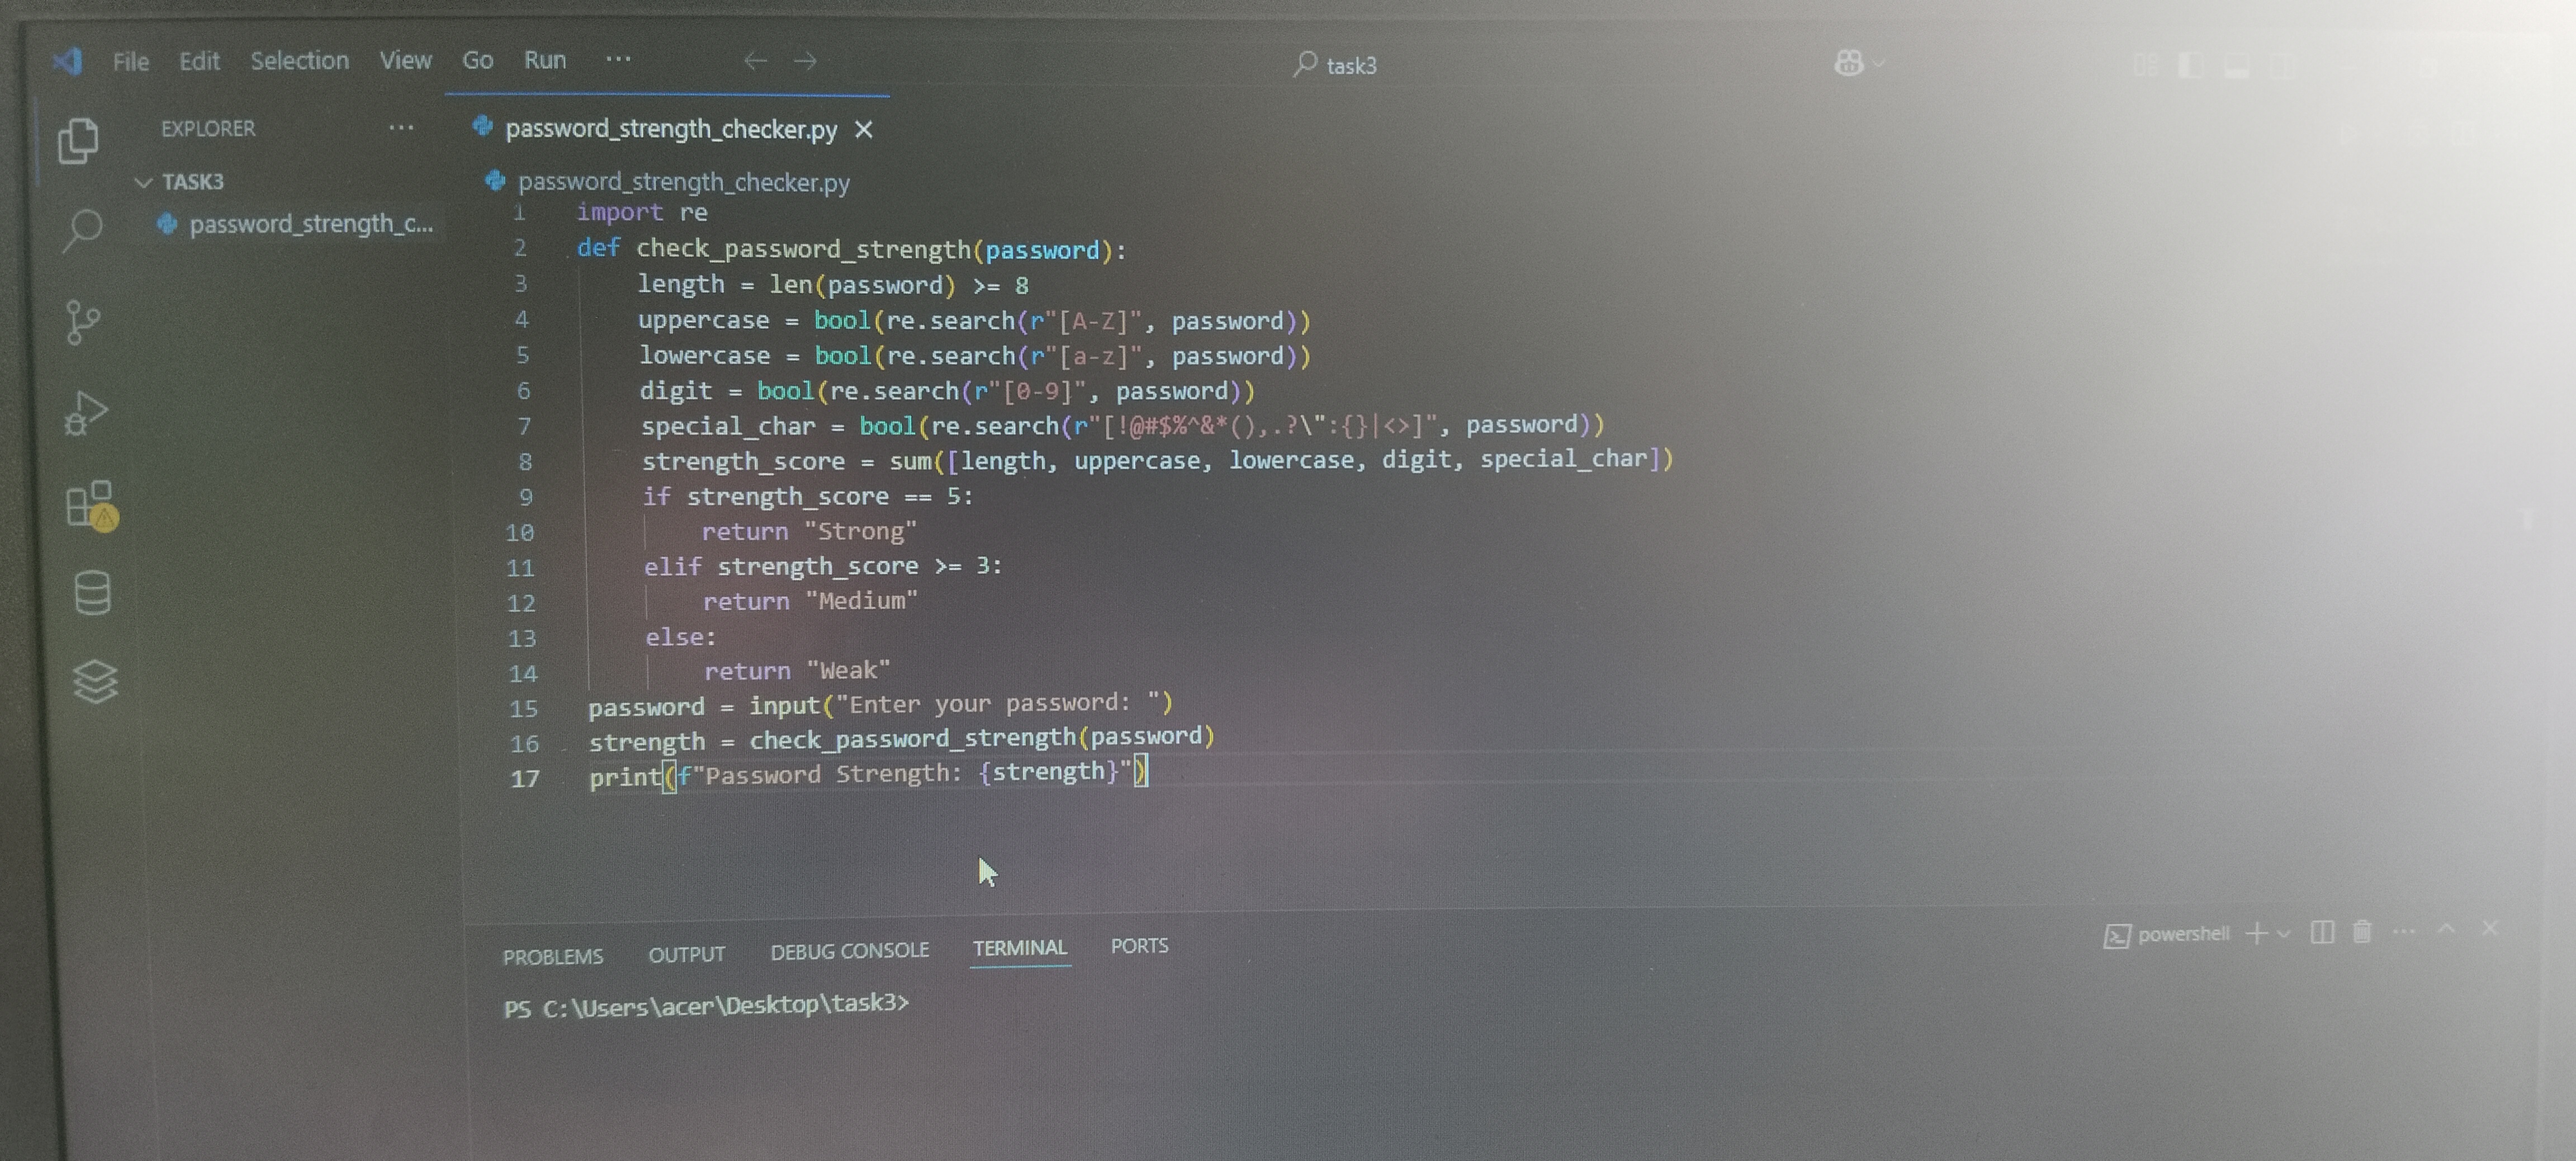 File Edit Selection View Go Run ... task3
EXPLORER ...
TASK3
password_strength_c...
password_strength_checker.py
password_strength_checker.py
1 import re
2 def check_password_strength(password):
3     length = len(password) >= 8
4     uppercase = bool(re.search(r"[A-Z]", password))
5     lowercase = bool(re.search(r"[a-z]", password))
6     digit = bool(re.search(r"[0-9]", password))
7     special_char = bool(re.search(r"[!@#$%^&*(),.?\":{}|<>]", password))
8     strength_score = sum([length, uppercase, lowercase, digit, special_char])
9     if strength_score == 5:
10         return "Strong"
11     elif strength_score >= 3:
12         return "Medium"
13     else:
14         return "Weak"
15 password = input("Enter your password: ")
16 strength = check_password_strength(password)
17 print(f"Password Strength: {strength}")
PROBLEMS OUTPUT DEBUG CONSOLE TERMINAL PORTS powershell ...
PS C:\Users\acer\Desktop\task3>